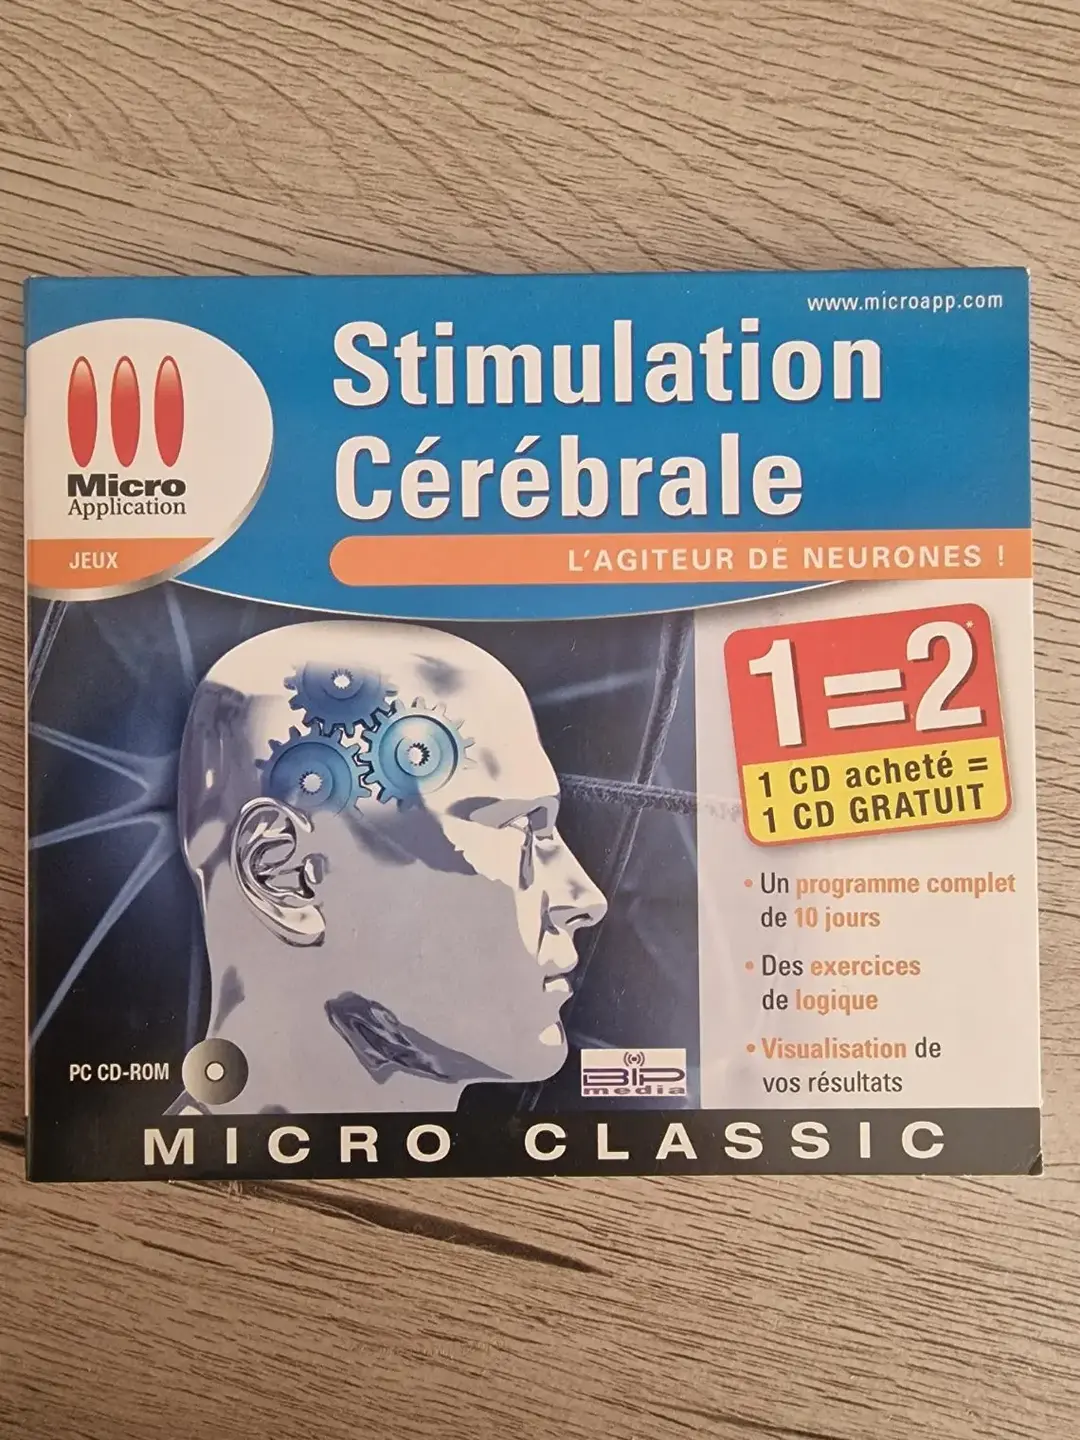 www.microapp.com
Stimulation
Cérébrale
Micro
Application
JEUX
L'AGITEUR DE NEURONES !
1=2*
1 CD acheté =
1 CD GRATUIT
• Un programme complet
de 10 jours
• Des exercices
de logique
• Visualisation de
vos résultats
PC CD-ROM
BIP
media
MICRO CLASSIC